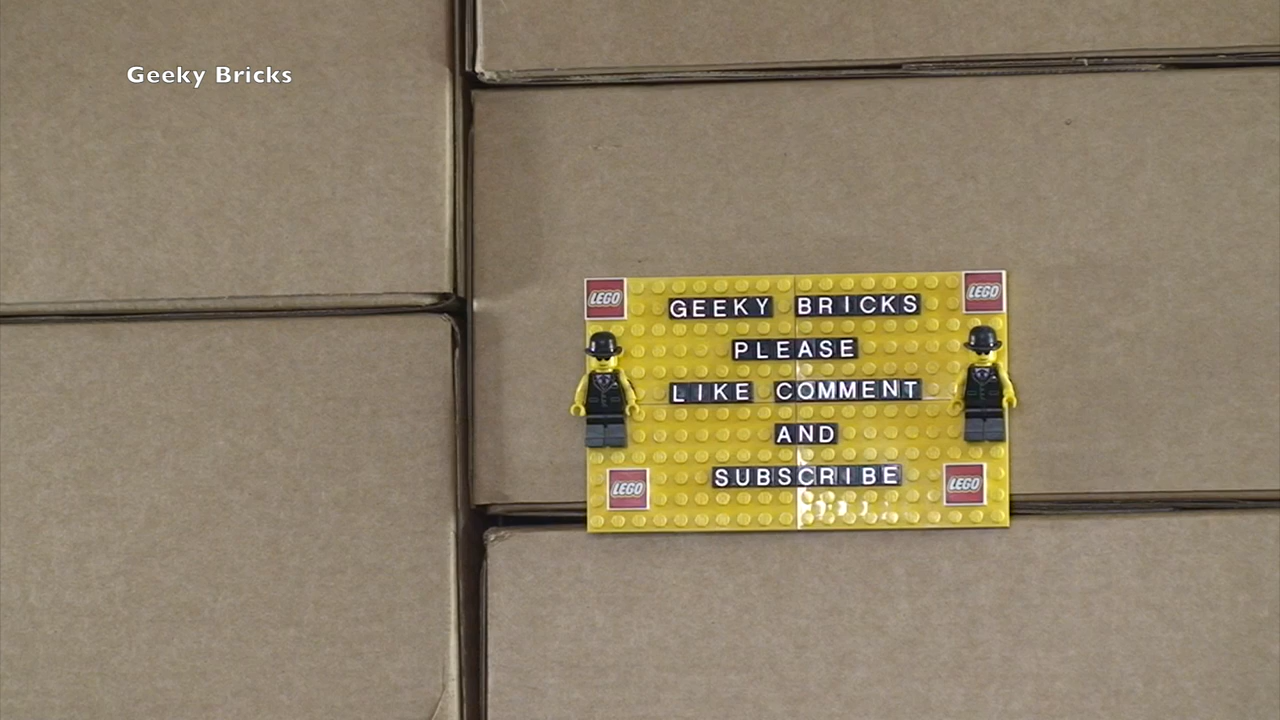 Geeky Bricks
LEGO
LEGO
GEEKY BRICKS
PLEASE
LIKE COMMENT
AND
SUBSCRIBE
LEGO
LEGO